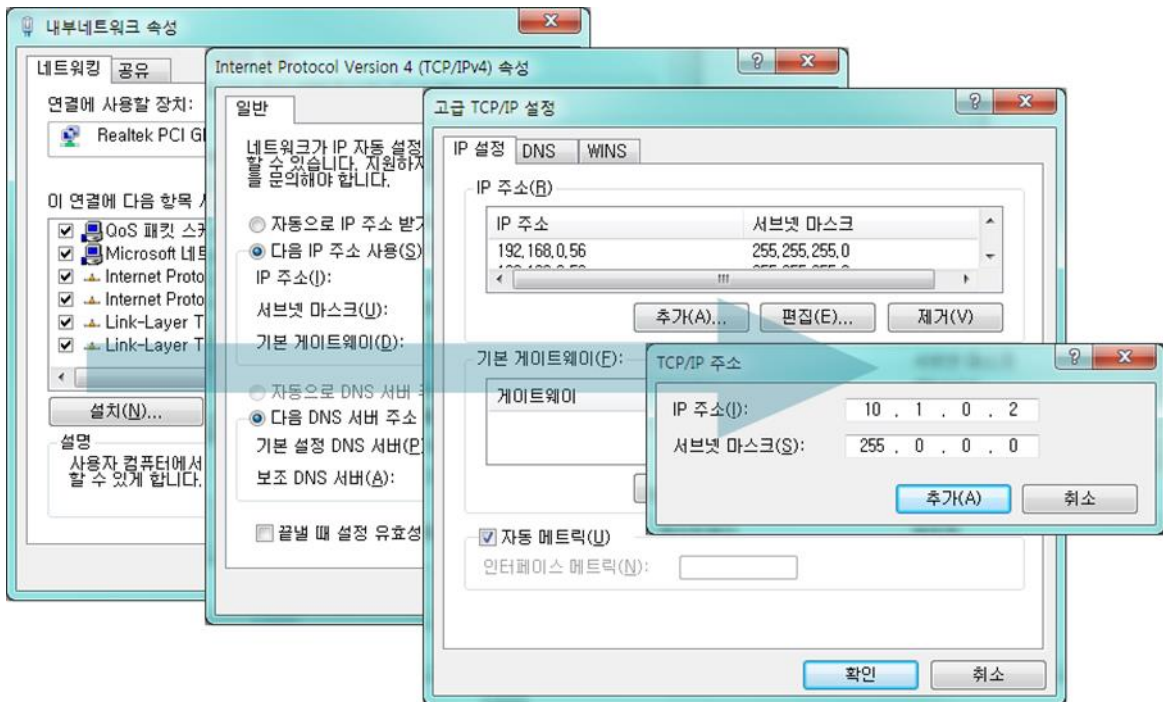 내부네트워크 속성
네트워킹 공유
연결에 사용할 장치:
Realtek PCI
이 연결에 다음 항목
QoS 패킷
Microsoft
Internet Proto
Internet Proto
Link-Layer T
Link-Layer T
설치(N)...
설명
사용자 컴퓨터에서
할 수 있게 합니다.
Internet Protocol Version 4 (TCP/IPv4) 속성
일반
네트워크가 IP 자동 설정
할 수 있습니다. 지원하지
를 문의해야 합니다.
자동으로 IP 주소 받기
다음 IP 주소 사용(S)
IP 주소(I):
서브넷 마스크(U):
기본 게이트웨이(D):
자동으로 DNS 서버
다음 DNS 서버 주소
기본 설정 DNS 서버(P)
보조 DNS 서버(A):
끝낼 때 설정 유효성
고급 TCP/IP 설정
IP 설정 DNS WINS
IP 주소(R)
IP 주소 서브넷 마스크
192.168.0.56 255.255.255.0
추가(A)... 편집(E)... 제거(V)
기본 게이트웨이(F):
게이트웨이
자동 메트릭(U)
인터페이스 메트릭(N):
확인 취소
TCP/IP 주소
IP 주소(I): 10 . 1 . 0 . 2
서브넷 마스크(S): 255 . 0 . 0 . 0
추가(A) 취소